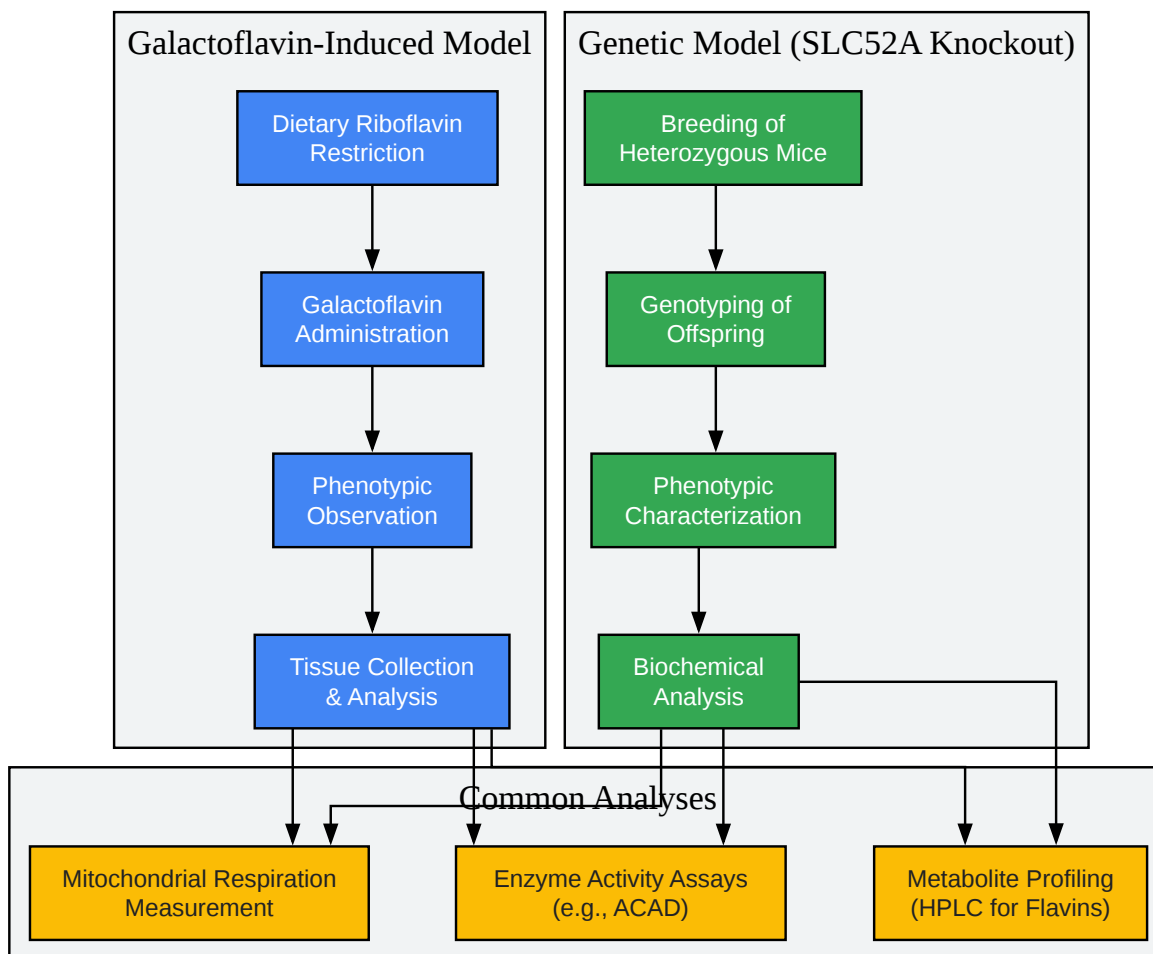 Galactoflavin-Induced Model
Dietary Riboflavin
Restriction
Galactoflavin
Administration
Phenotypic
Observation
Tissue Collection
& Analysis
Genetic Model (SLC52A Knockout)
Breeding of
Heterozygous Mice
Genotyping of
Offspring
Phenotypic
Characterization
Biochemical
Analysis
Common Analyses
Mitochondrial Respiration
Measurement
Enzyme Activity Assays
(e.g., ACAD)
Metabolite Profiling
(HPLC for Flavins)